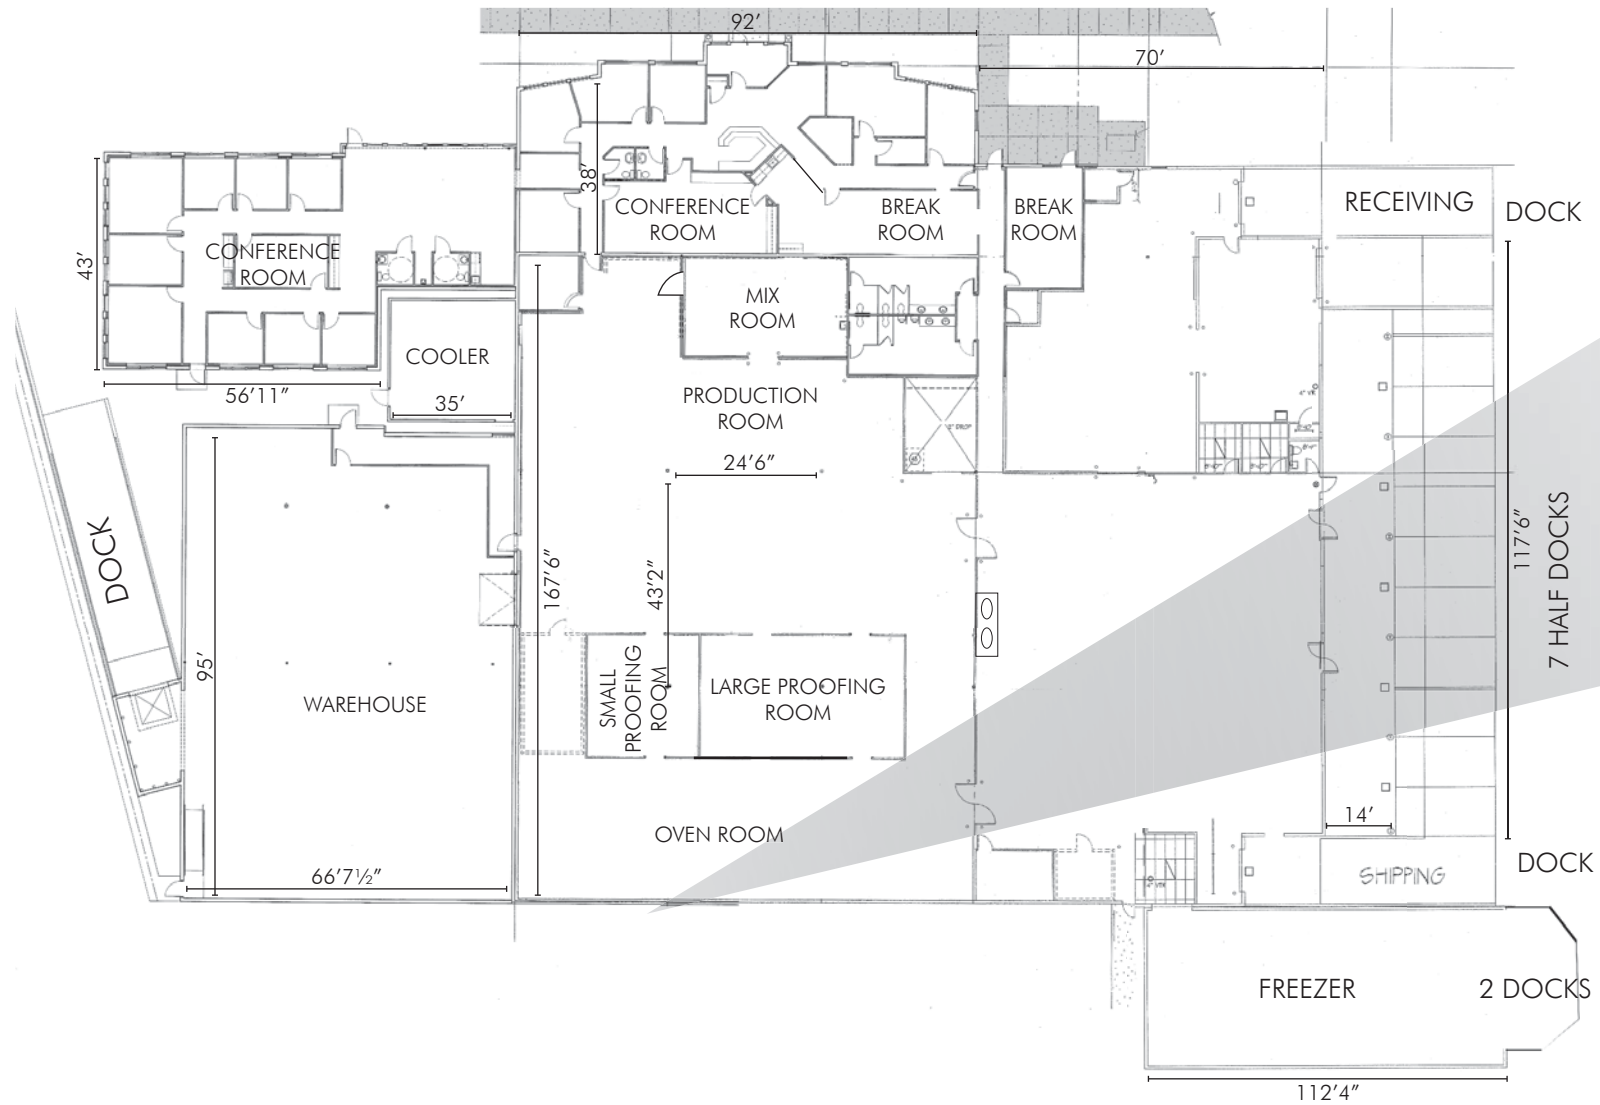 92’
70’
38’
CONFERENCE
ROOM
BREAK
ROOM
BREAK
ROOM
RECEIVING
DOCK
43’
CONFERENCE
ROOM
MIX
ROOM
COOLER
35’
56’11”
PRODUCTION
ROOM
3" DROP
24’6”
43’2”
167’6”
DOCK
95’
WAREHOUSE
66’7½”
SMALL
PROOFING
ROOM
LARGE PROOFING
ROOM
OVEN ROOM
117’6”
7 HALF DOCKS
14’
DOCK
SHIPPING
FREEZER
2 DOCKS
112’4”